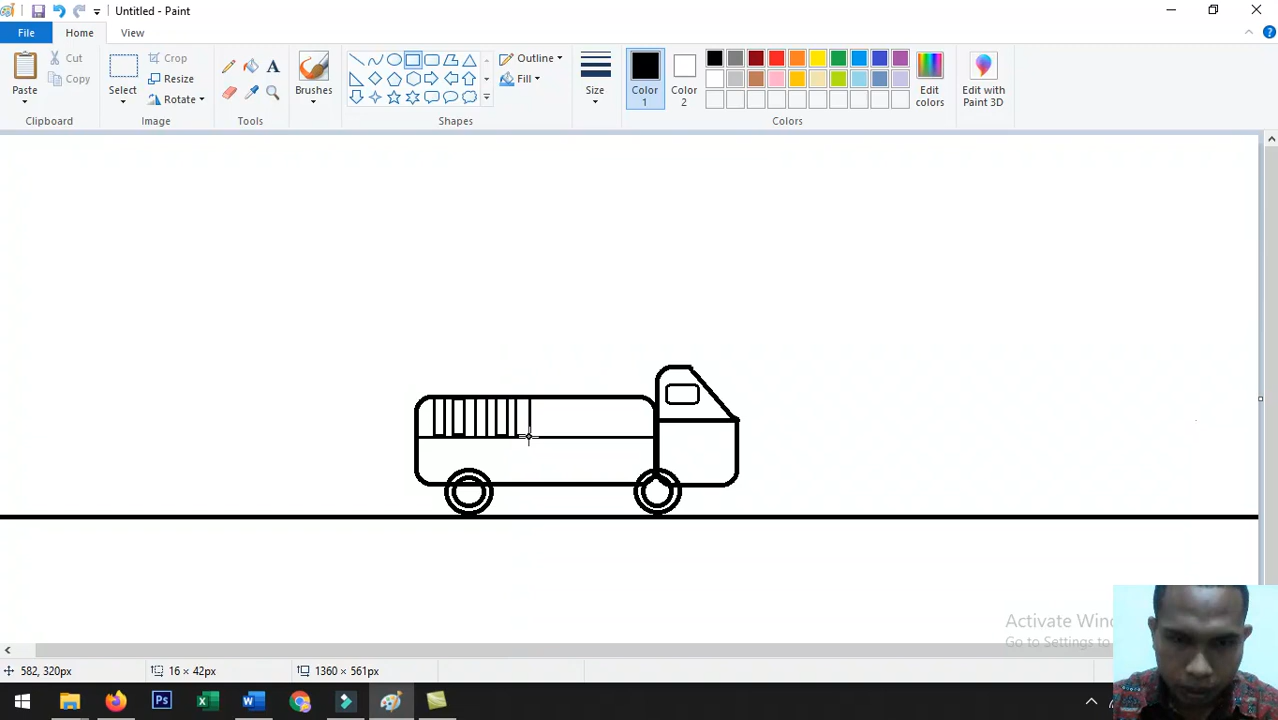 Untitled - Paint
File
Home
View
Paste
Cut
Copy
Clipboard
Select
Crop
Resize
Rotate
Image
A
Tools
Brushes
Shapes
Outline
Fill
Size
Color
1
Color
2
Edit
colors
Colors
Edit with
Paint 3D
Activate Win
Go to Settings to
582, 320px
16 × 42px
1360 × 561px
Ps